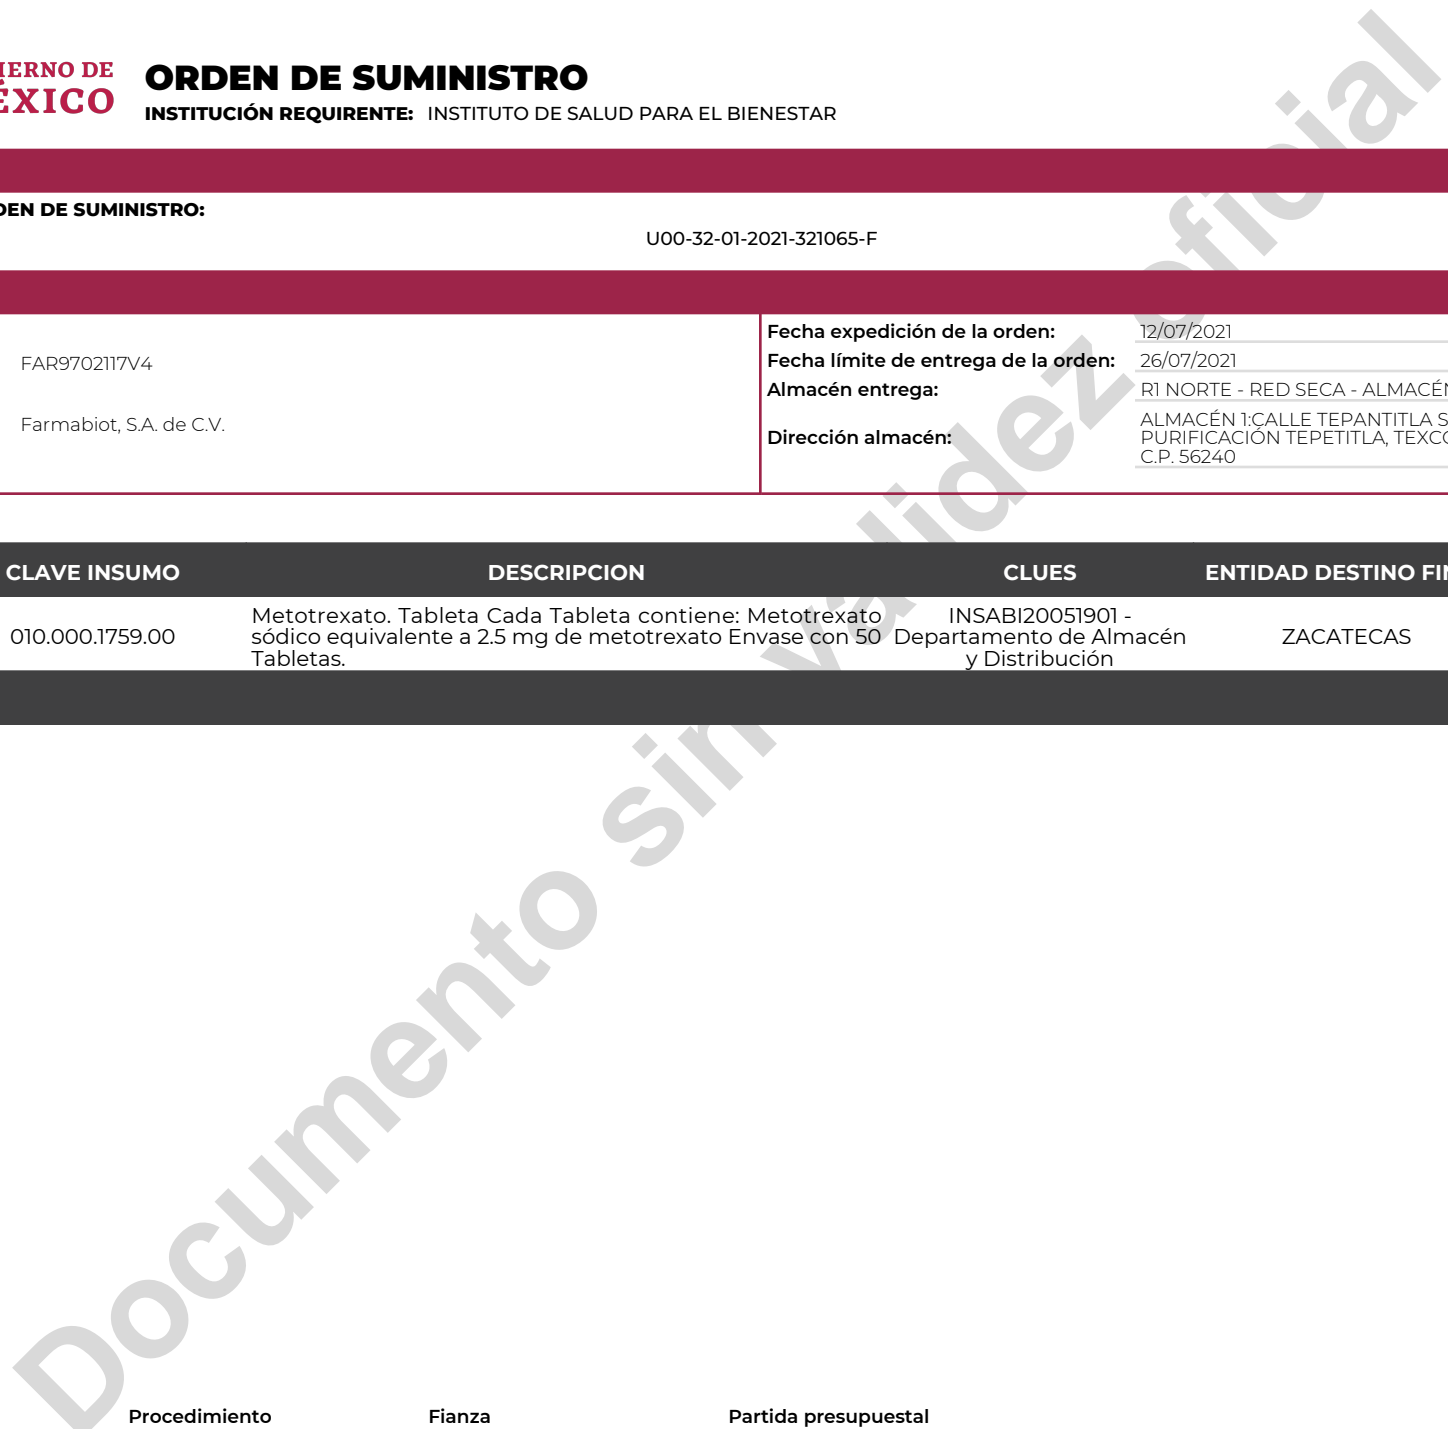 IERNO DE
ÉXICO
ORDEN DE SUMINISTRO
INSTITUCIÓN REQUIRENTE: INSTITUTO DE SALUD PARA EL BIENESTAR
DEN DE SUMINISTRO:
U00-32-01-2021-321065-F
FAR9702117V4
Farmabiot, S.A. de C.V.
Fecha expedición de la orden: 12/07/2021
Fecha límite de entrega de la orden: 26/07/2021
Almacén entrega: R1 NORTE - RED SECA - ALMACÉN
Dirección almacén: ALMACÉN 1:CALLE TEPANTITLA S
PURIFICACIÓN TEPETITLA, TEXCO
C.P. 56240
CLAVE INSUMO DESCRIPCION CLUES ENTIDAD DESTINO FIN
010.000.1759.00
Metotrexato. Tableta Cada Tableta contiene: Metotrexato
sódico equivalente a 2.5 mg de metotrexato Envase con 50
Tabletas.
INSABI20051901 -
Departamento de Almacén
y Distribución
ZACATECAS
Documento sin validez oficial
Procedimiento Fianza Partida presupuestal